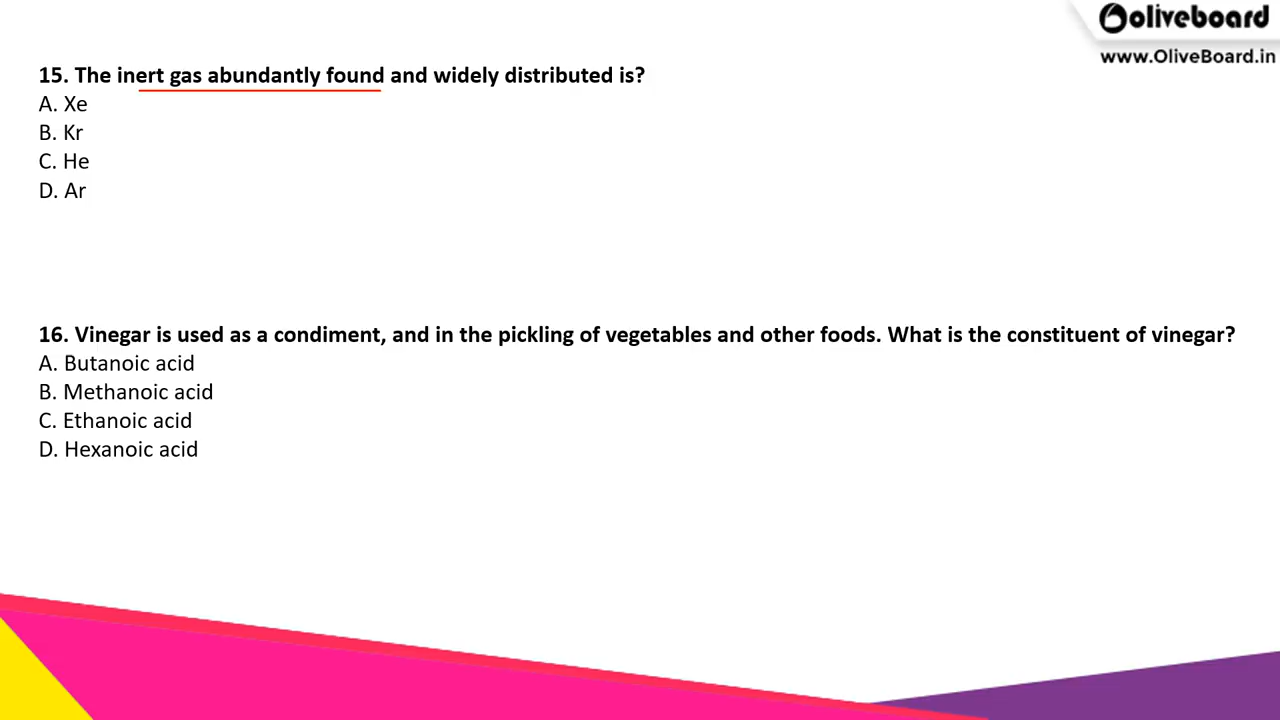 oliveboard
www.OliveBoard.in
15. The inert gas abundantly found and widely distributed is?
A. Xe
B. Kr
C. He
D. Ar
16. Vinegar is used as a condiment, and in the pickling of vegetables and other foods. What is the constituent of vinegar?
A. Butanoic acid
B. Methanoic acid
C. Ethanoic acid
D. Hexanoic acid